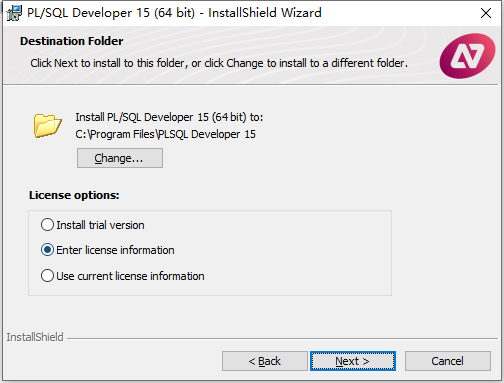 PL/SQL Developer 15 (64 bit) - InstallShield Wizard
Destination Folder
Click Next to install to this folder, or click Change to install to a different folder.
Install PL/SQL Developer 15 (64 bit) to:
C:\Program Files\PLSQL Developer 15
Change...
License options:
Install trial version
Enter license information
Use current license information
InstallShield
< Back
Next >
Cancel